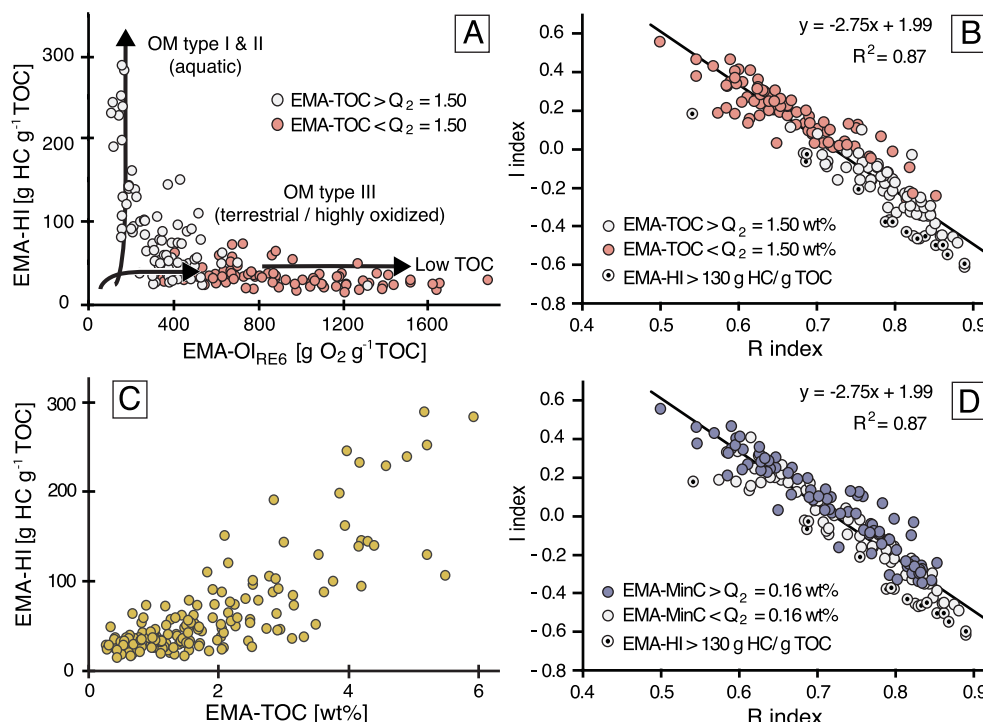 A
OM type I & II
(aquatic)
EMA-TOC > Q2 = 1.50
EMA-TOC < Q2 = 1.50
OM type III
(terrestrial / highly oxidized)
Low TOC
300
200
100
0
EMA-HI [g HC g-1 TOC]
0 400 800 1200 1600
EMA-OIRE6 [g O2 g-1 TOC]
B
y = -2.75x + 1.99
R2 = 0.87
0.6
0.4
0.2
0.0
-0.2
-0.4
-0.6
-0.8
I index
EMA-TOC > Q2 = 1.50 wt%
EMA-TOC < Q2 = 1.50 wt%
EMA-HI > 130 g HC/ g TOC
0.4 0.5 0.6 0.7 0.8 0.9
R index
C
300
200
100
0
EMA-HI [g HC g-1 TOC]
0 2 4 6
EMA-TOC [wt%]
D
y = -2.75x + 1.99
R2 = 0.87
0.6
0.4
0.2
0.0
-0.2
-0.4
-0.6
-0.8
I index
EMA-MinC > Q2 = 0.16 wt%
EMA-MinC < Q2 = 0.16 wt%
EMA-HI > 130 g HC/ g TOC
0.4 0.5 0.6 0.7 0.8 0.9
R index